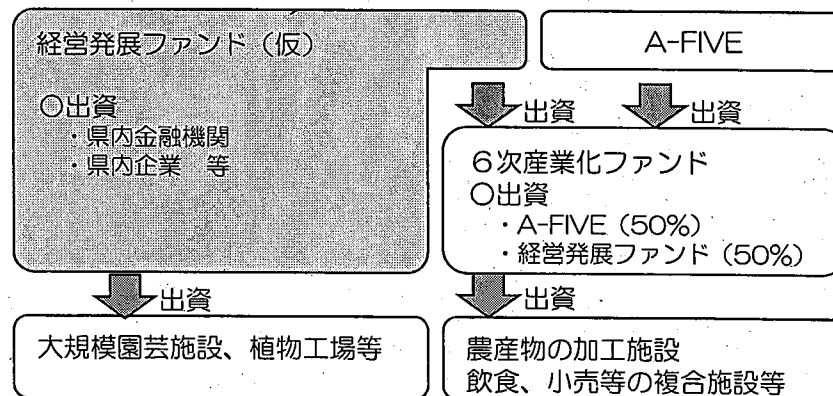 経営発展ファンド（仮）
〇出資
・県内金融機関
・県内企業　等
A-FIVE
出資
出資
６次産業化ファンド
〇出資
・A-FIVE（50%）
・経営発展ファンド（50%）
出資
出資
大規模園芸施設、植物工場等
農産物の加工施設
飲食、小売等の複合施設等